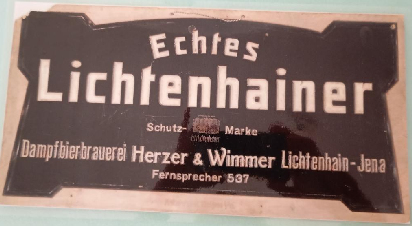 Echtes
Lichtenhainer
Schutz- Marke
Dampfbierbrauerei Herzer & Wimmer Lichtenhain-Jena
Fernsprecher 537